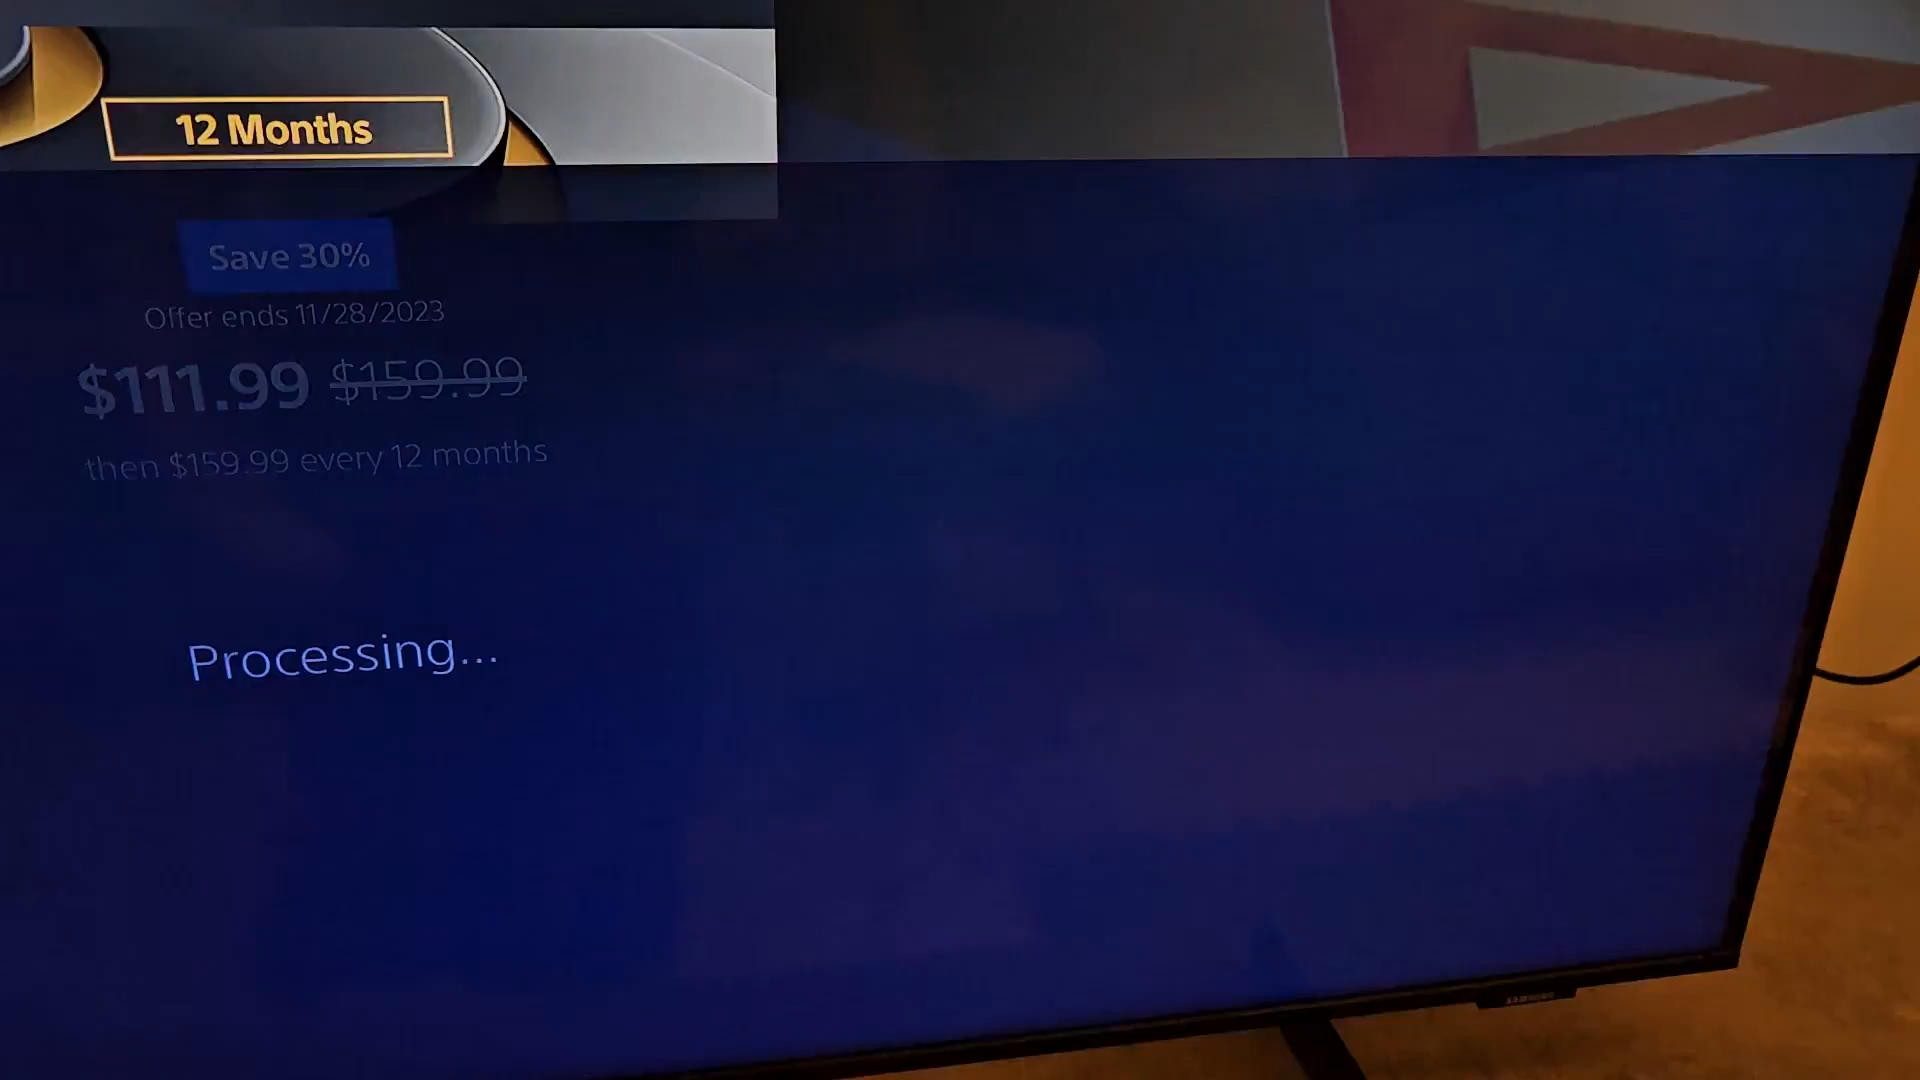 12 Months
Save 30%
Offer ends 11/28/2023
$111.99 $159.99
then $159.99 every 12 months
Processing...
SAMSUNG